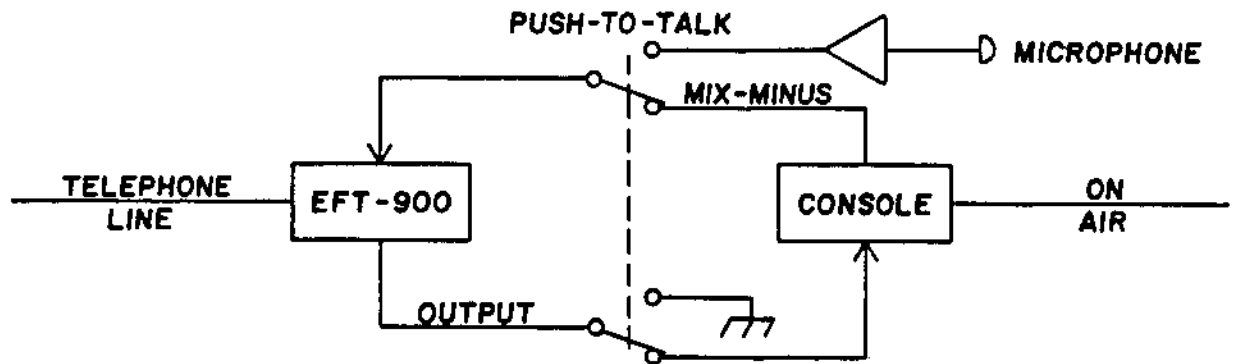 PUSH-TO-TALK
MICROPHONE
MIX-MINUS
TELEPHONE
LINE
EFT-900
CONSOLE
ON
AIR
OUTPUT